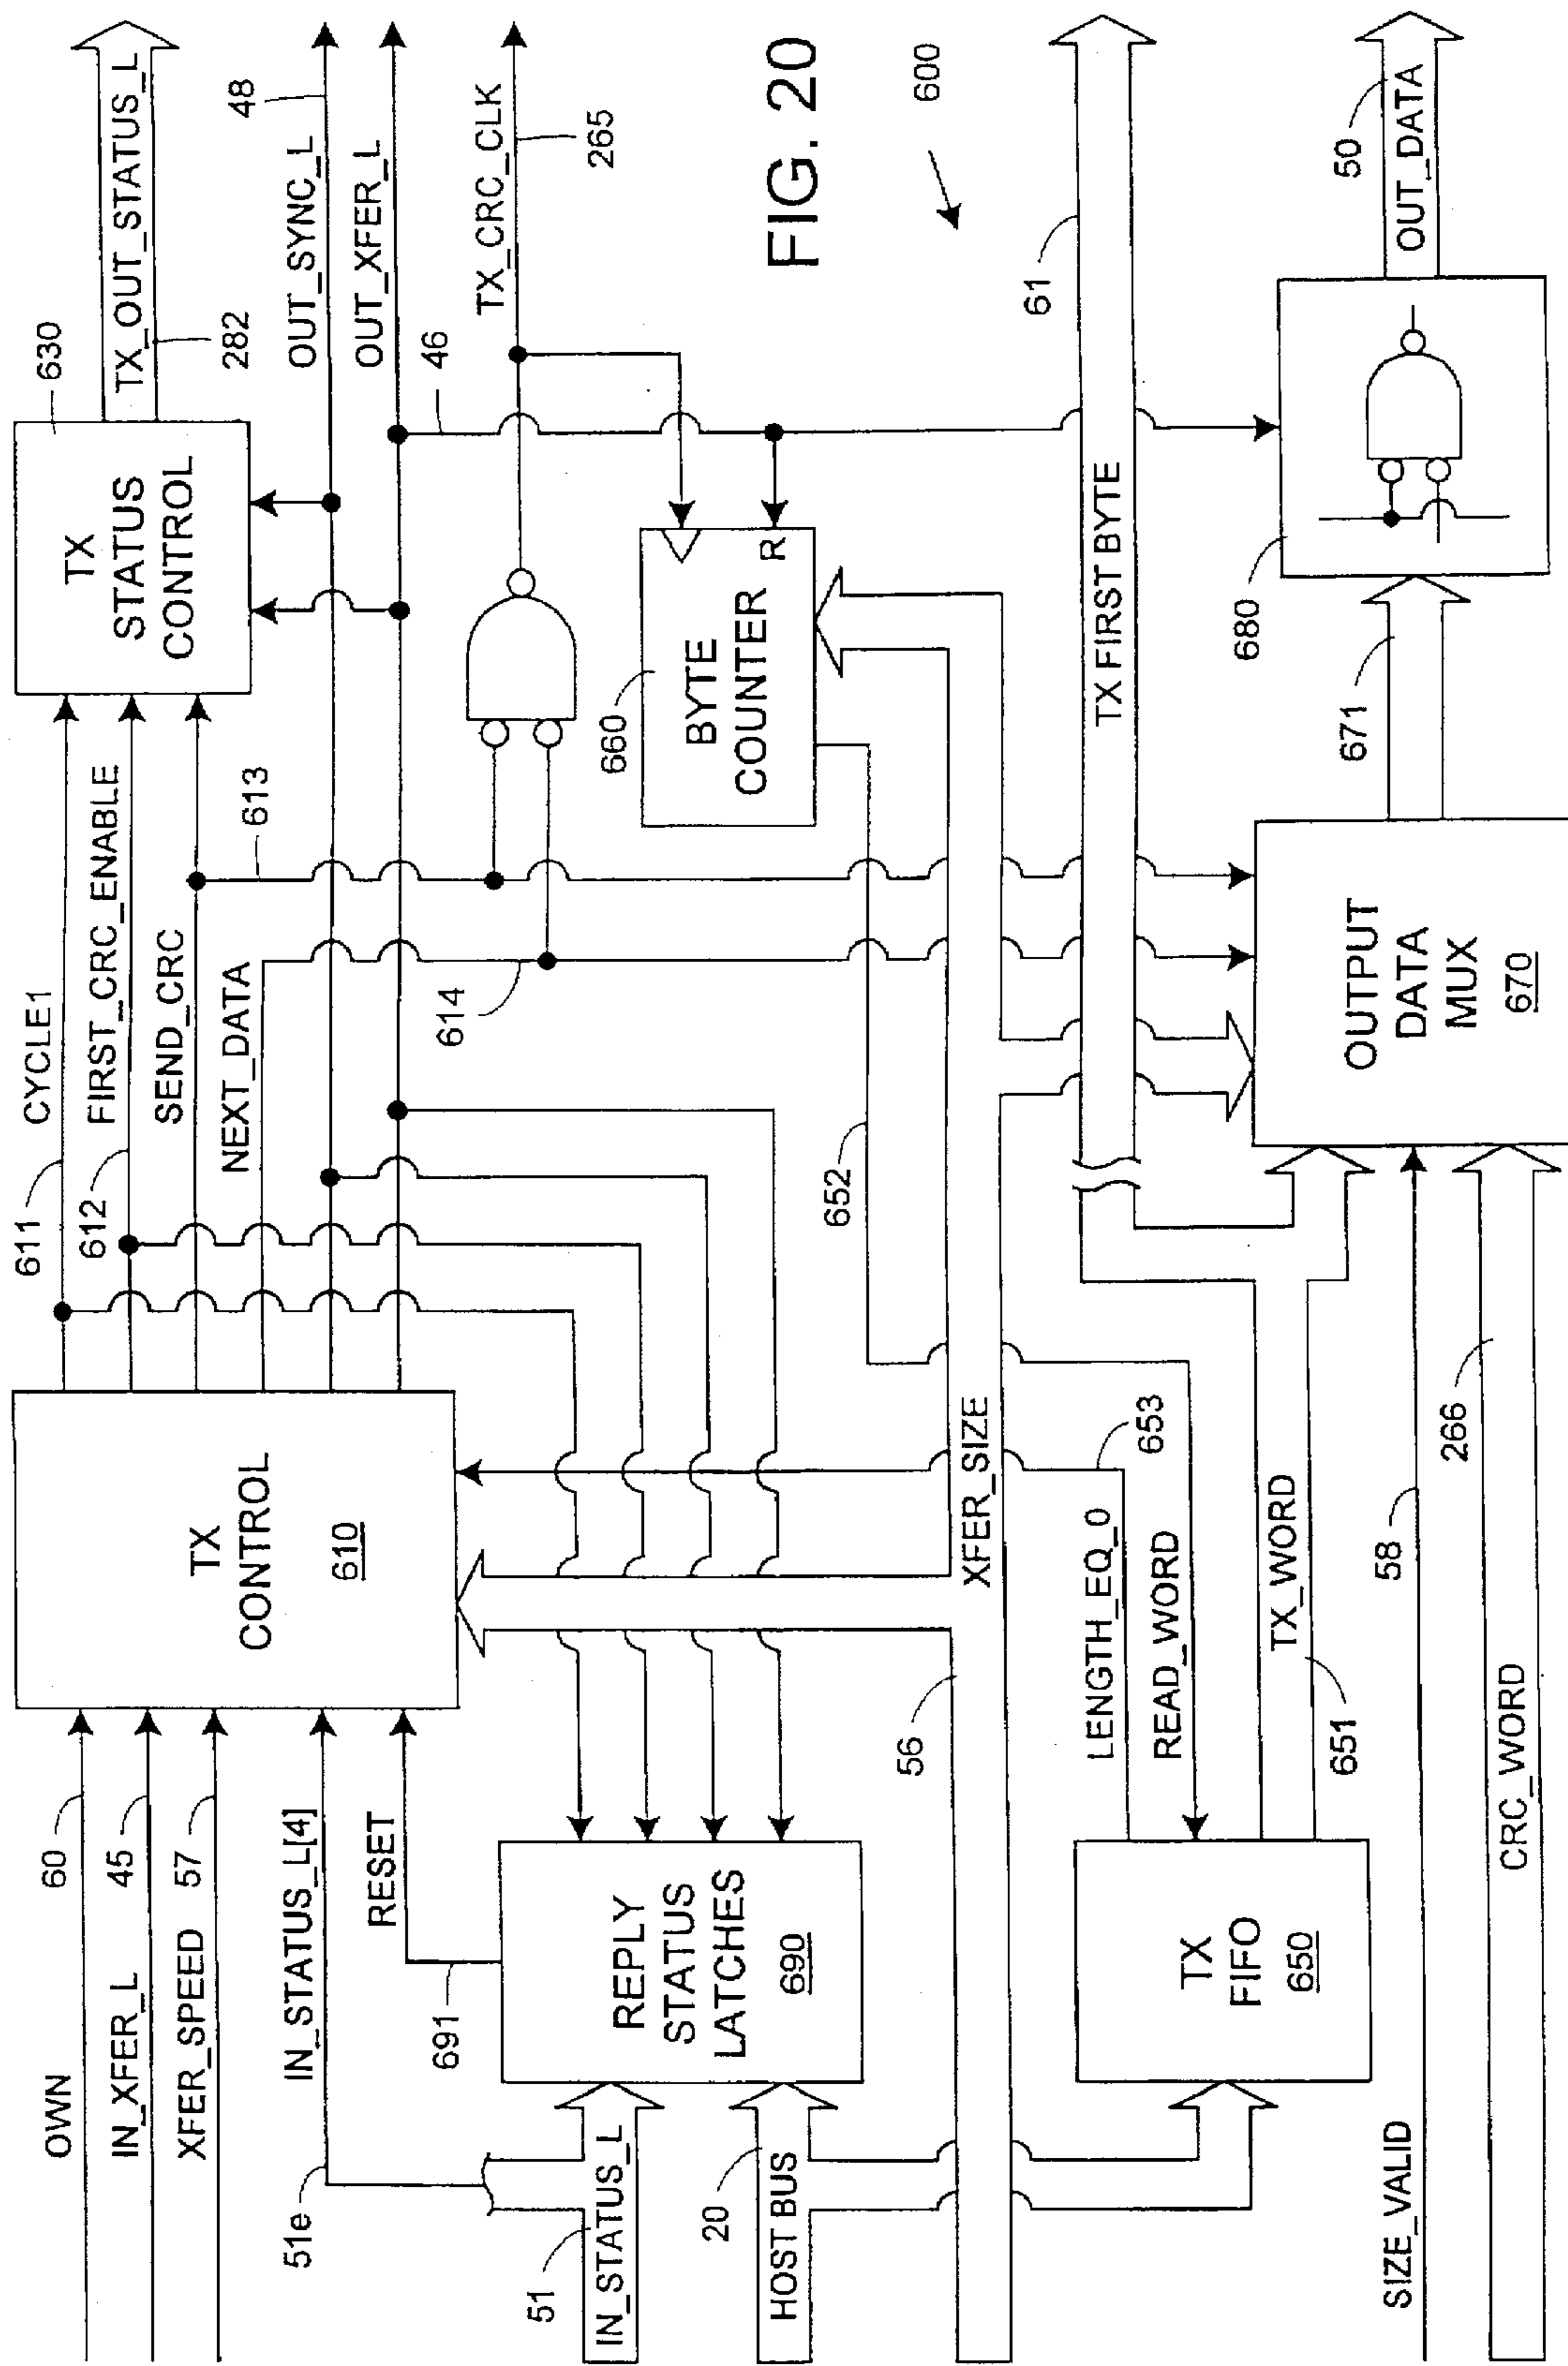 FIG. 20
600
OWN
60
IN_XFER_L
45
XFER_SPEED
57
IN_STATUS_L[4]
51e
RESET
691
TX
CONTROL
610
611
CYCLE1
612
FIRST_CRC_ENABLE
SEND_CRC
613
NEXT_DATA
614
TX
STATUS
CONTROL
630
TX_OUT_STATUS_L
282
OUT_SYNC_L
48
OUT_XFER_L
46
TX_CRC_CLK
265
REPLY
STATUS
LATCHES
690
51
IN_STATUS_L
20
HOST BUS
56
XFER_SIZE
660
BYTE
COUNTER
R
652
653
LENGTH_EQ_0
READ_WORD
TX
FIFO
650
TX_WORD
651
TX FIRST BYTE
61
SIZE_VALID
58
CRC_WORD
266
OUTPUT
DATA
MUX
670
671
680
50
OUT_DATA